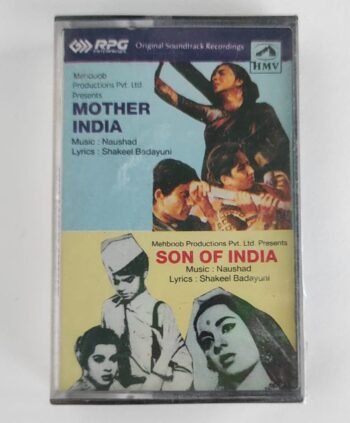 RPG
ENTERPRISES
Original Soundtrack Recordings
HMV
Mehboob
Productions Pvt. Ltd.
Presents
MOTHER
INDIA
Music : Naushad
Lyrics : Shakeel Badayuni
Mehboob Productions Pvt. Ltd. Presents
SON OF INDIA
Music : Naushad
Lyrics : Shakeel Badayuni